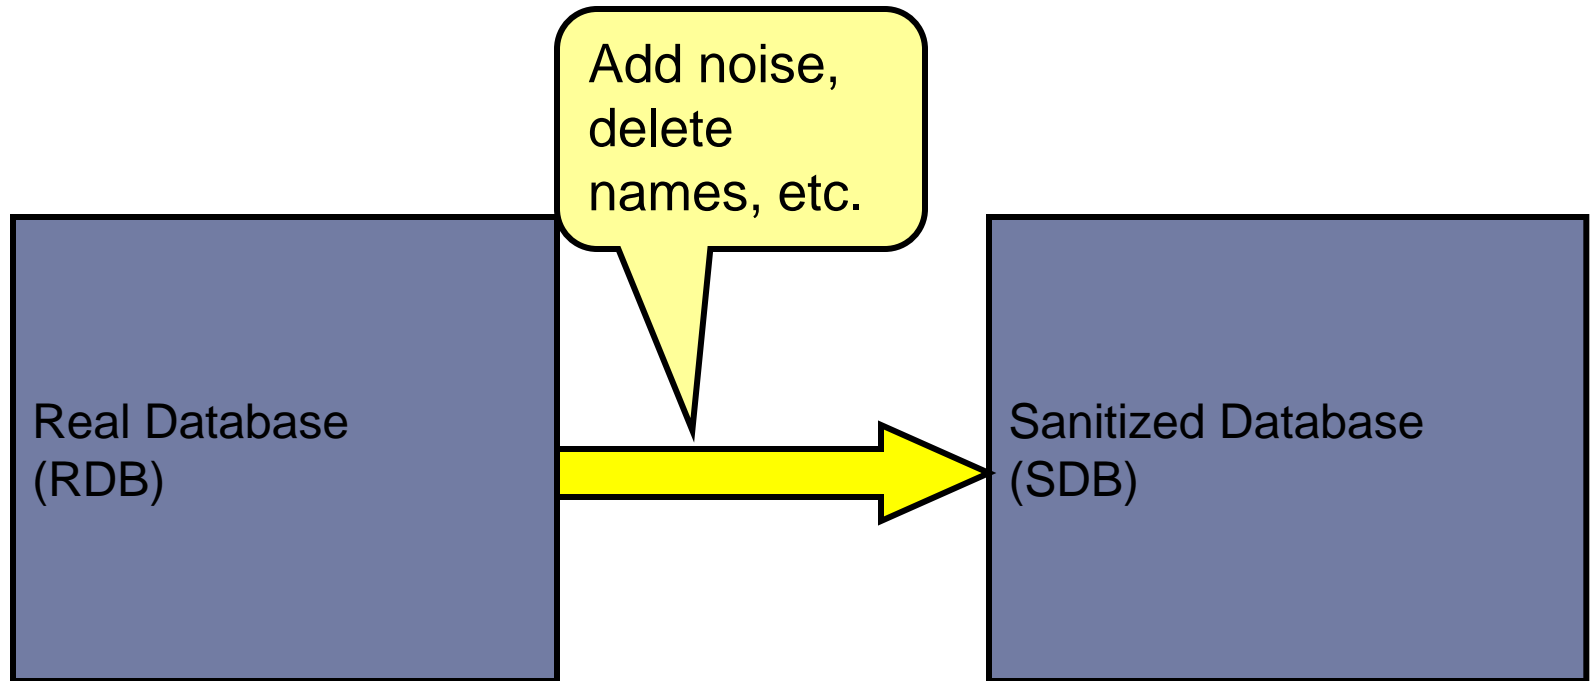 Add noise,
delete
names, etc.
Real Database
(RDB)
Sanitized Database
(SDB)